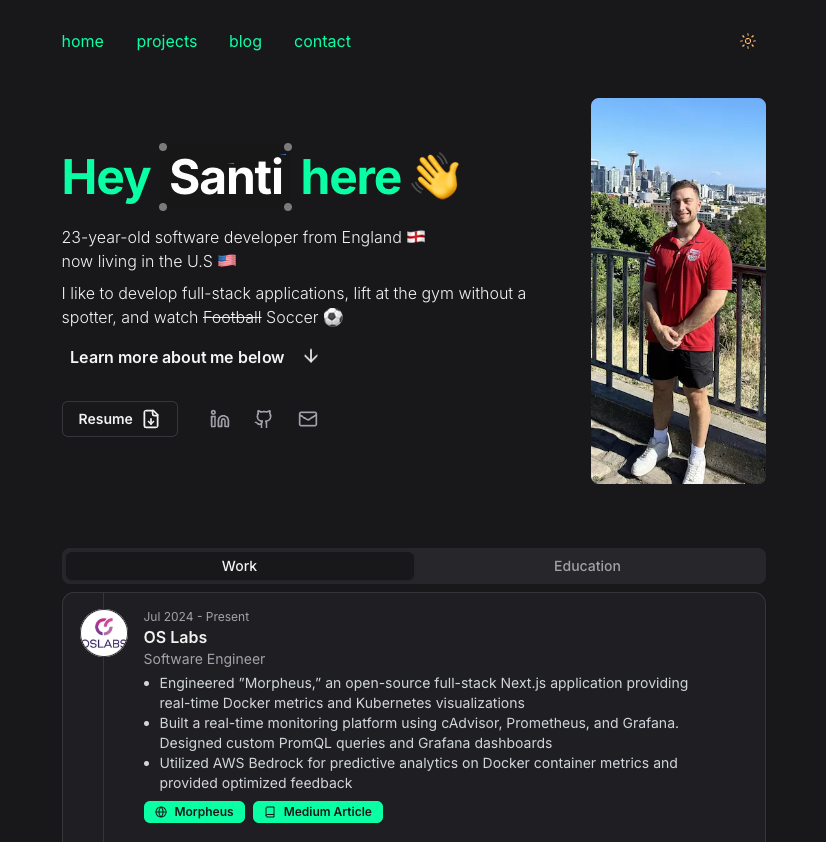 home projects blog contact
Hey Santi here 👋
23-year-old software developer from England 🏴󠁧󠁢󠁥󠁮󠁧󠁿
now living in the U.S 🇺🇸
I like to develop full-stack applications, lift at the gym without a
spotter, and watch Football Soccer ⚽
Learn more about me below
Resume
Work Education
Jul 2024 - Present
OSLABS
OS Labs
Software Engineer
• Engineered ”Morpheus,” an open-source full-stack Next.js application providing
real-time Docker metrics and Kubernetes visualizations
• Built a real-time monitoring platform using cAdvisor, Prometheus, and Grafana.
Designed custom PromQL queries and Grafana dashboards
• Utilized AWS Bedrock for predictive analytics on Docker container metrics and
provided optimized feedback
Morpheus Medium Article